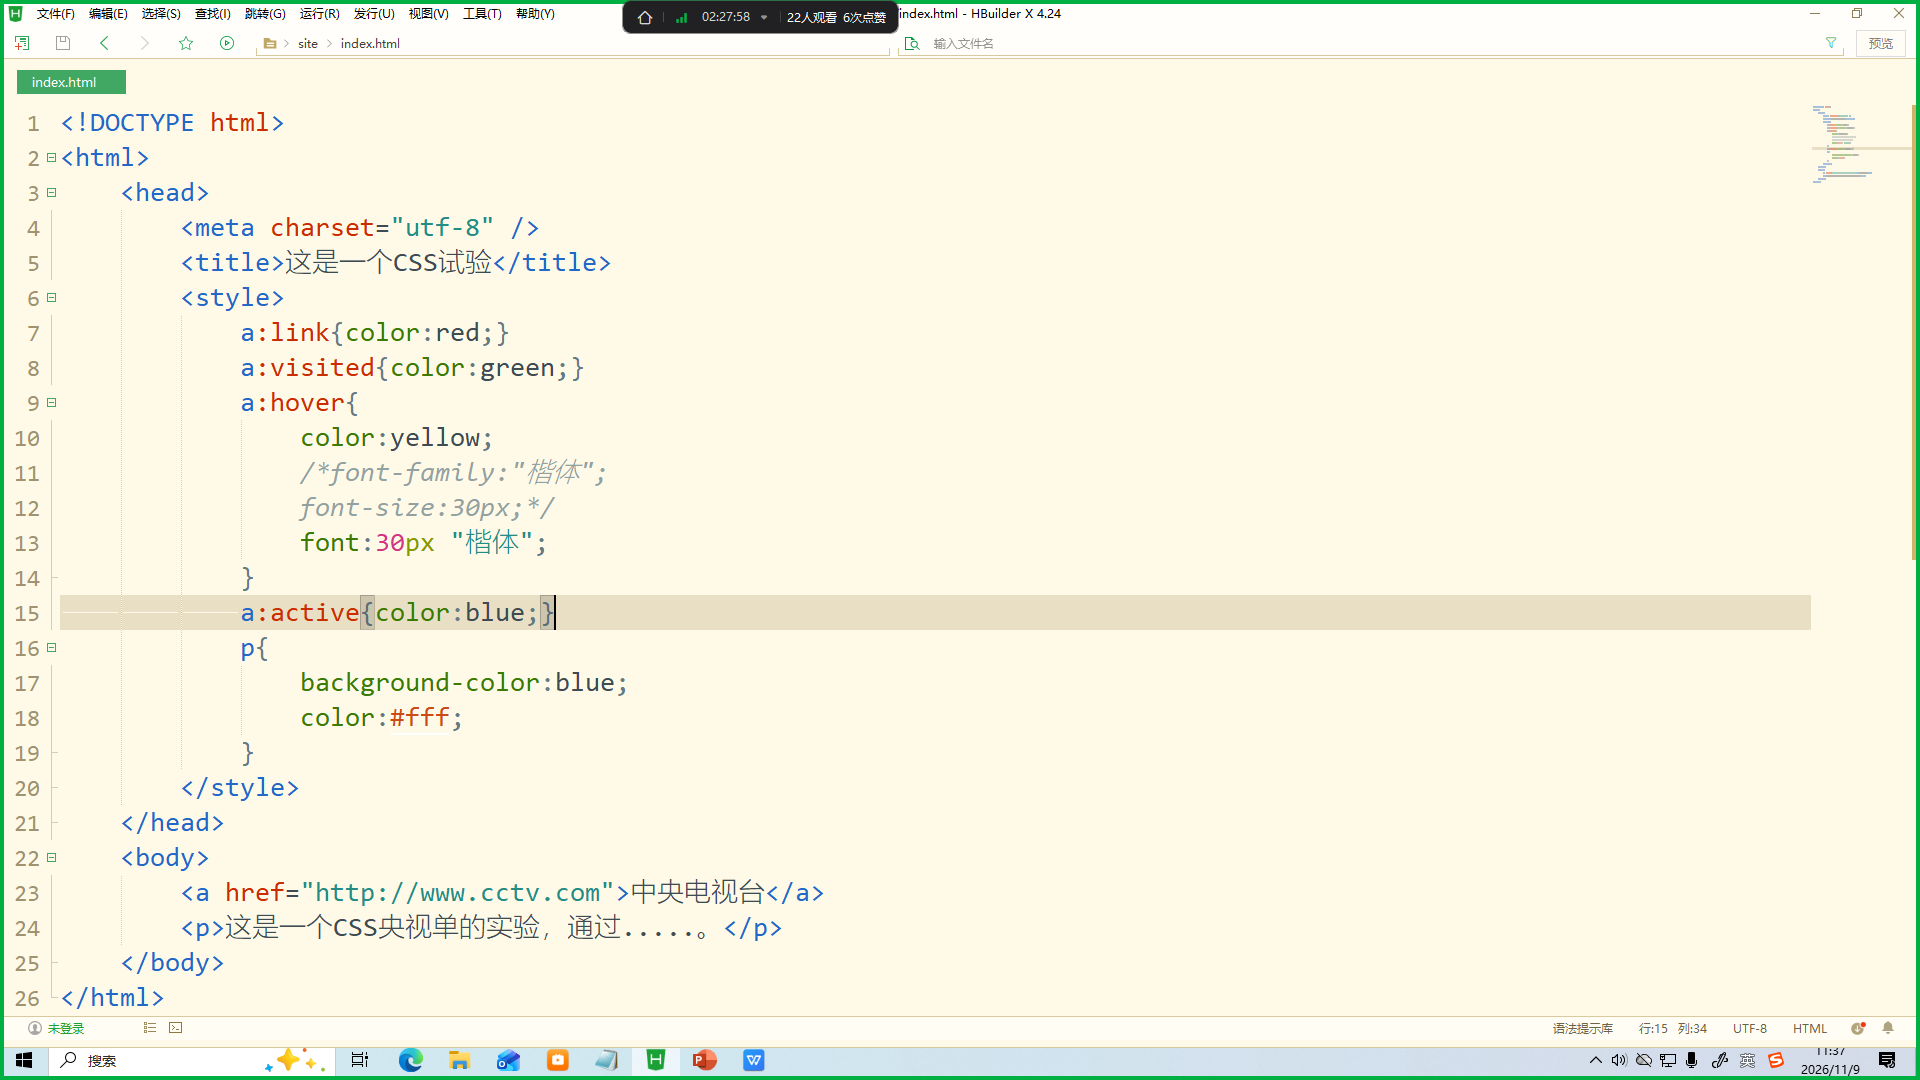 文件(F) 编辑(E) 选择(S) 查找(I) 跳转(G) 运行(R) 发行(U) 视图(V) 工具(T) 帮助(Y)
02:27:58 22人观看 6次点赞
index.html - HBuilder X 4.24
site index.html
输入文件名
预览
index.html
1 <!DOCTYPE html>
2 <html>
3 <head>
4 <meta charset="utf-8" />
5 <title>这是一个CSS试验</title>
6 <style>
7 a:link{color:red;}
8 a:visited{color:green;}
9 a:hover{
10 color:yellow;
11 /*font-family:"楷体";
12 font-size:30px;*/
13 font:30px "楷体";
14 }
15 a:active{color:blue;}
16 p{
17 background-color:blue;
18 color:#fff;
19 }
20 </style>
21 </head>
22 <body>
23 <a href="http://www.cctv.com">中央电视台</a>
24 <p>这是一个CSS央视单的实验，通过.....。</p>
25 </body>
26 </html>
未登录
语法提示库 行:15 列:34 UTF-8 HTML
搜索
英
11:37
2026/11/9